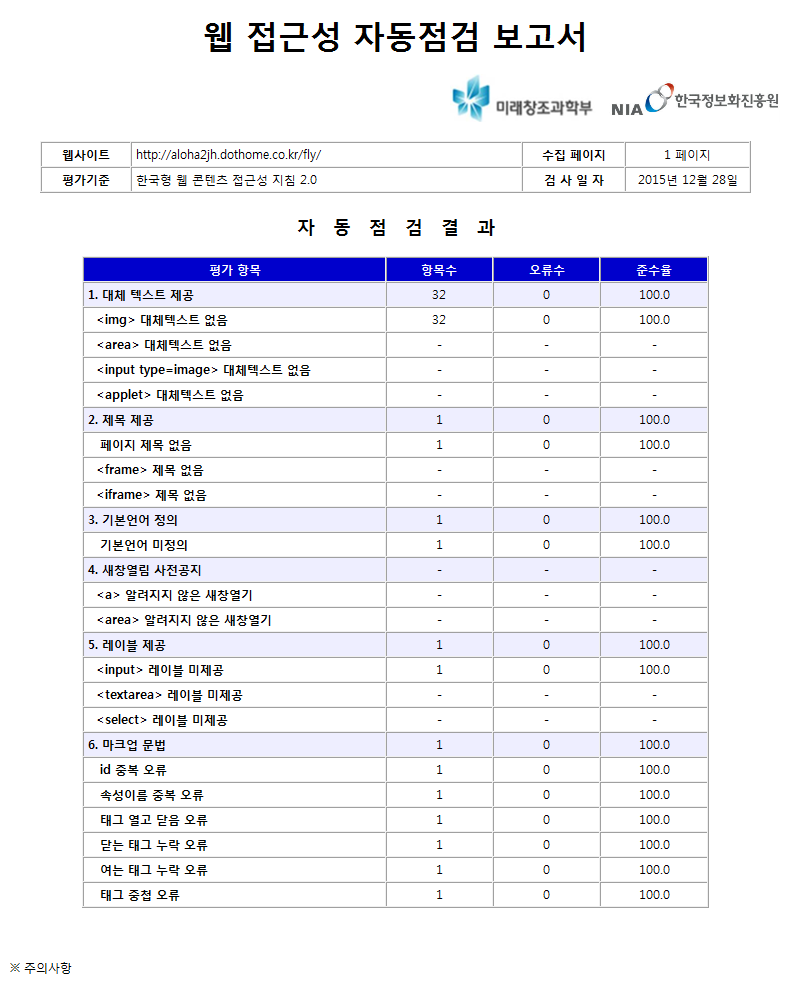 웹 접근성 자동점검 보고서
미래창조과학부 NIA 한국정보화진흥원
웹사이트 http://aloha2jh.dothome.co.kr/fly/ 수집 페이지 1 페이지
평가기준 한국형 웹 콘텐츠 접근성 지침 2.0 검 사 일 자 2015년 12월 28일
자 동 점 검 결 과
평가 항목 항목수 오류수 준수율
1. 대체 텍스트 제공 32 0 100.0
<img> 대체텍스트 없음 32 0 100.0
<area> 대체텍스트 없음 - - -
<input type=image> 대체텍스트 없음 - - -
<applet> 대체텍스트 없음 - - -
2. 제목 제공 1 0 100.0
페이지 제목 없음 1 0 100.0
<frame> 제목 없음 - - -
<iframe> 제목 없음 - - -
3. 기본언어 정의 1 0 100.0
기본언어 미정의 1 0 100.0
4. 새창열림 사전공지 - - -
<a> 알려지지 않은 새창열기 - - -
<area> 알려지지 않은 새창열기 - - -
5. 레이블 제공 1 0 100.0
<input> 레이블 미제공 1 0 100.0
<textarea> 레이블 미제공 - - -
<select> 레이블 미제공 - - -
6. 마크업 문법 1 0 100.0
id 중복 오류 1 0 100.0
속성이름 중복 오류 1 0 100.0
태그 열고 닫음 오류 1 0 100.0
닫는 태그 누락 오류 1 0 100.0
여는 태그 누락 오류 1 0 100.0
태그 중첩 오류 1 0 100.0
※ 주의사항